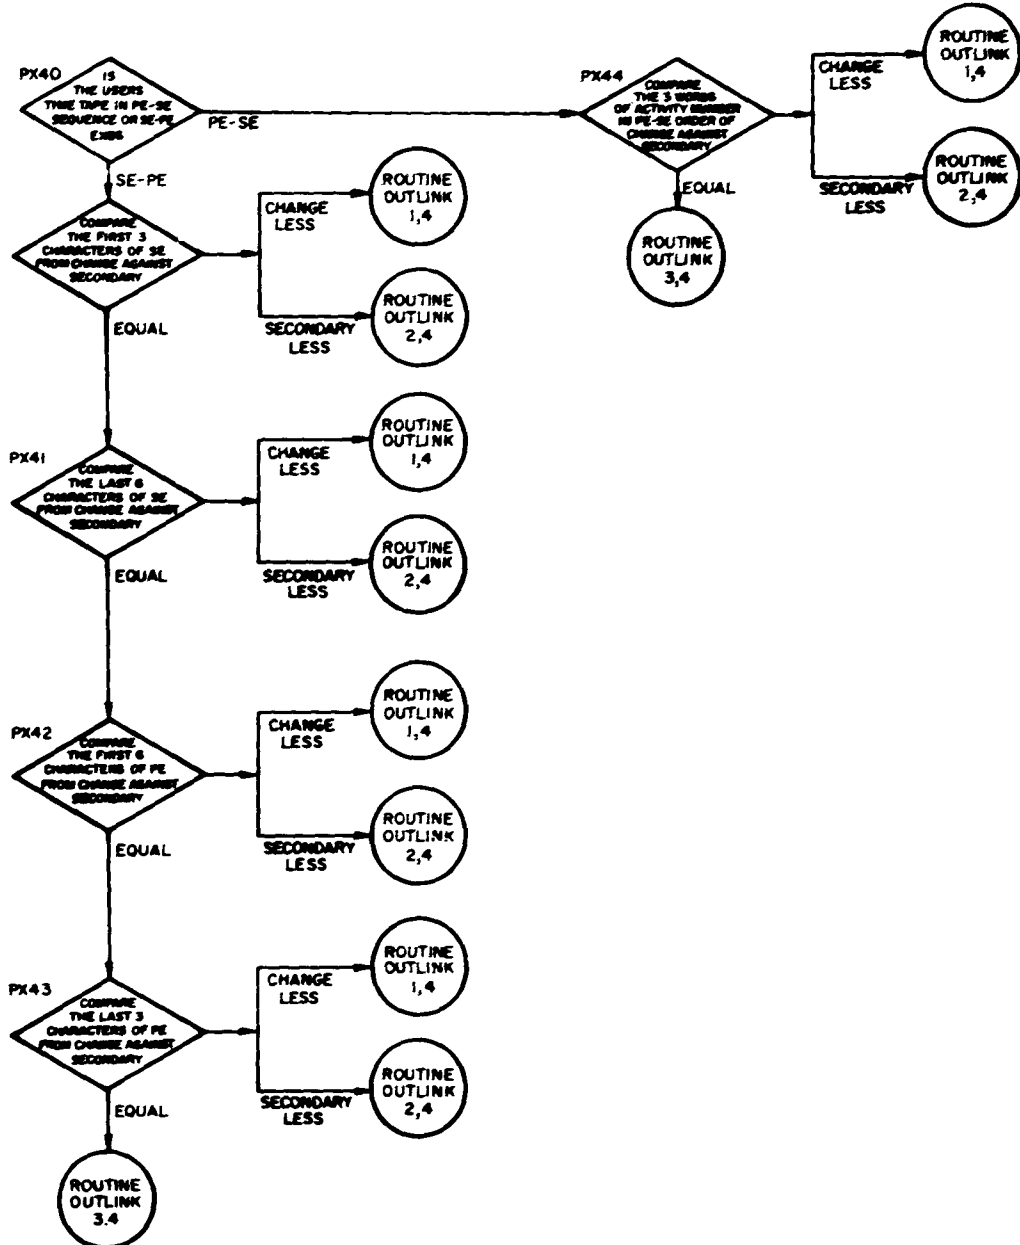 PX40
IS
THE USERS
TIME TAPE IN PE-SE
SEQUENCE OR SE-PE
PE-SE
SE-PE
PX44
COMPARE
THE 3 WORDS
OF ACTIVITY NUMBER
IN PE-SE ORDER OF
CHANGE AGAINST
SECONDARY
CHANGE
LESS
ROUTINE
OUTLINK
1,4
SECONDARY
LESS
ROUTINE
OUTLINK
2,4
EQUAL
ROUTINE
OUTLINK
3,4
COMPARE
THE FIRST 3
CHARACTERS OF SE
FROM CHANGE AGAINST
SECONDARY
CHANGE
LESS
ROUTINE
OUTLINK
1,4
SECONDARY
LESS
ROUTINE
OUTLINK
2,4
EQUAL
PX41
COMPARE
THE LAST 6
CHARACTERS OF SE
FROM CHANGE AGAINST
SECONDARY
CHANGE
LESS
ROUTINE
OUTLINK
1,4
SECONDARY
LESS
ROUTINE
OUTLINK
2,4
EQUAL
PX42
COMPARE
THE FIRST 6
CHARACTERS OF PE
FROM CHANGE AGAINST
SECONDARY
CHANGE
LESS
ROUTINE
OUTLINK
1,4
SECONDARY
LESS
ROUTINE
OUTLINK
2,4
EQUAL
PX43
COMPARE
THE LAST 3
CHARACTERS OF PE
FROM CHANGE AGAINST
SECONDARY
CHANGE
LESS
ROUTINE
OUTLINK
1,4
SECONDARY
LESS
ROUTINE
OUTLINK
2,4
EQUAL
ROUTINE
OUTLINK
3.4